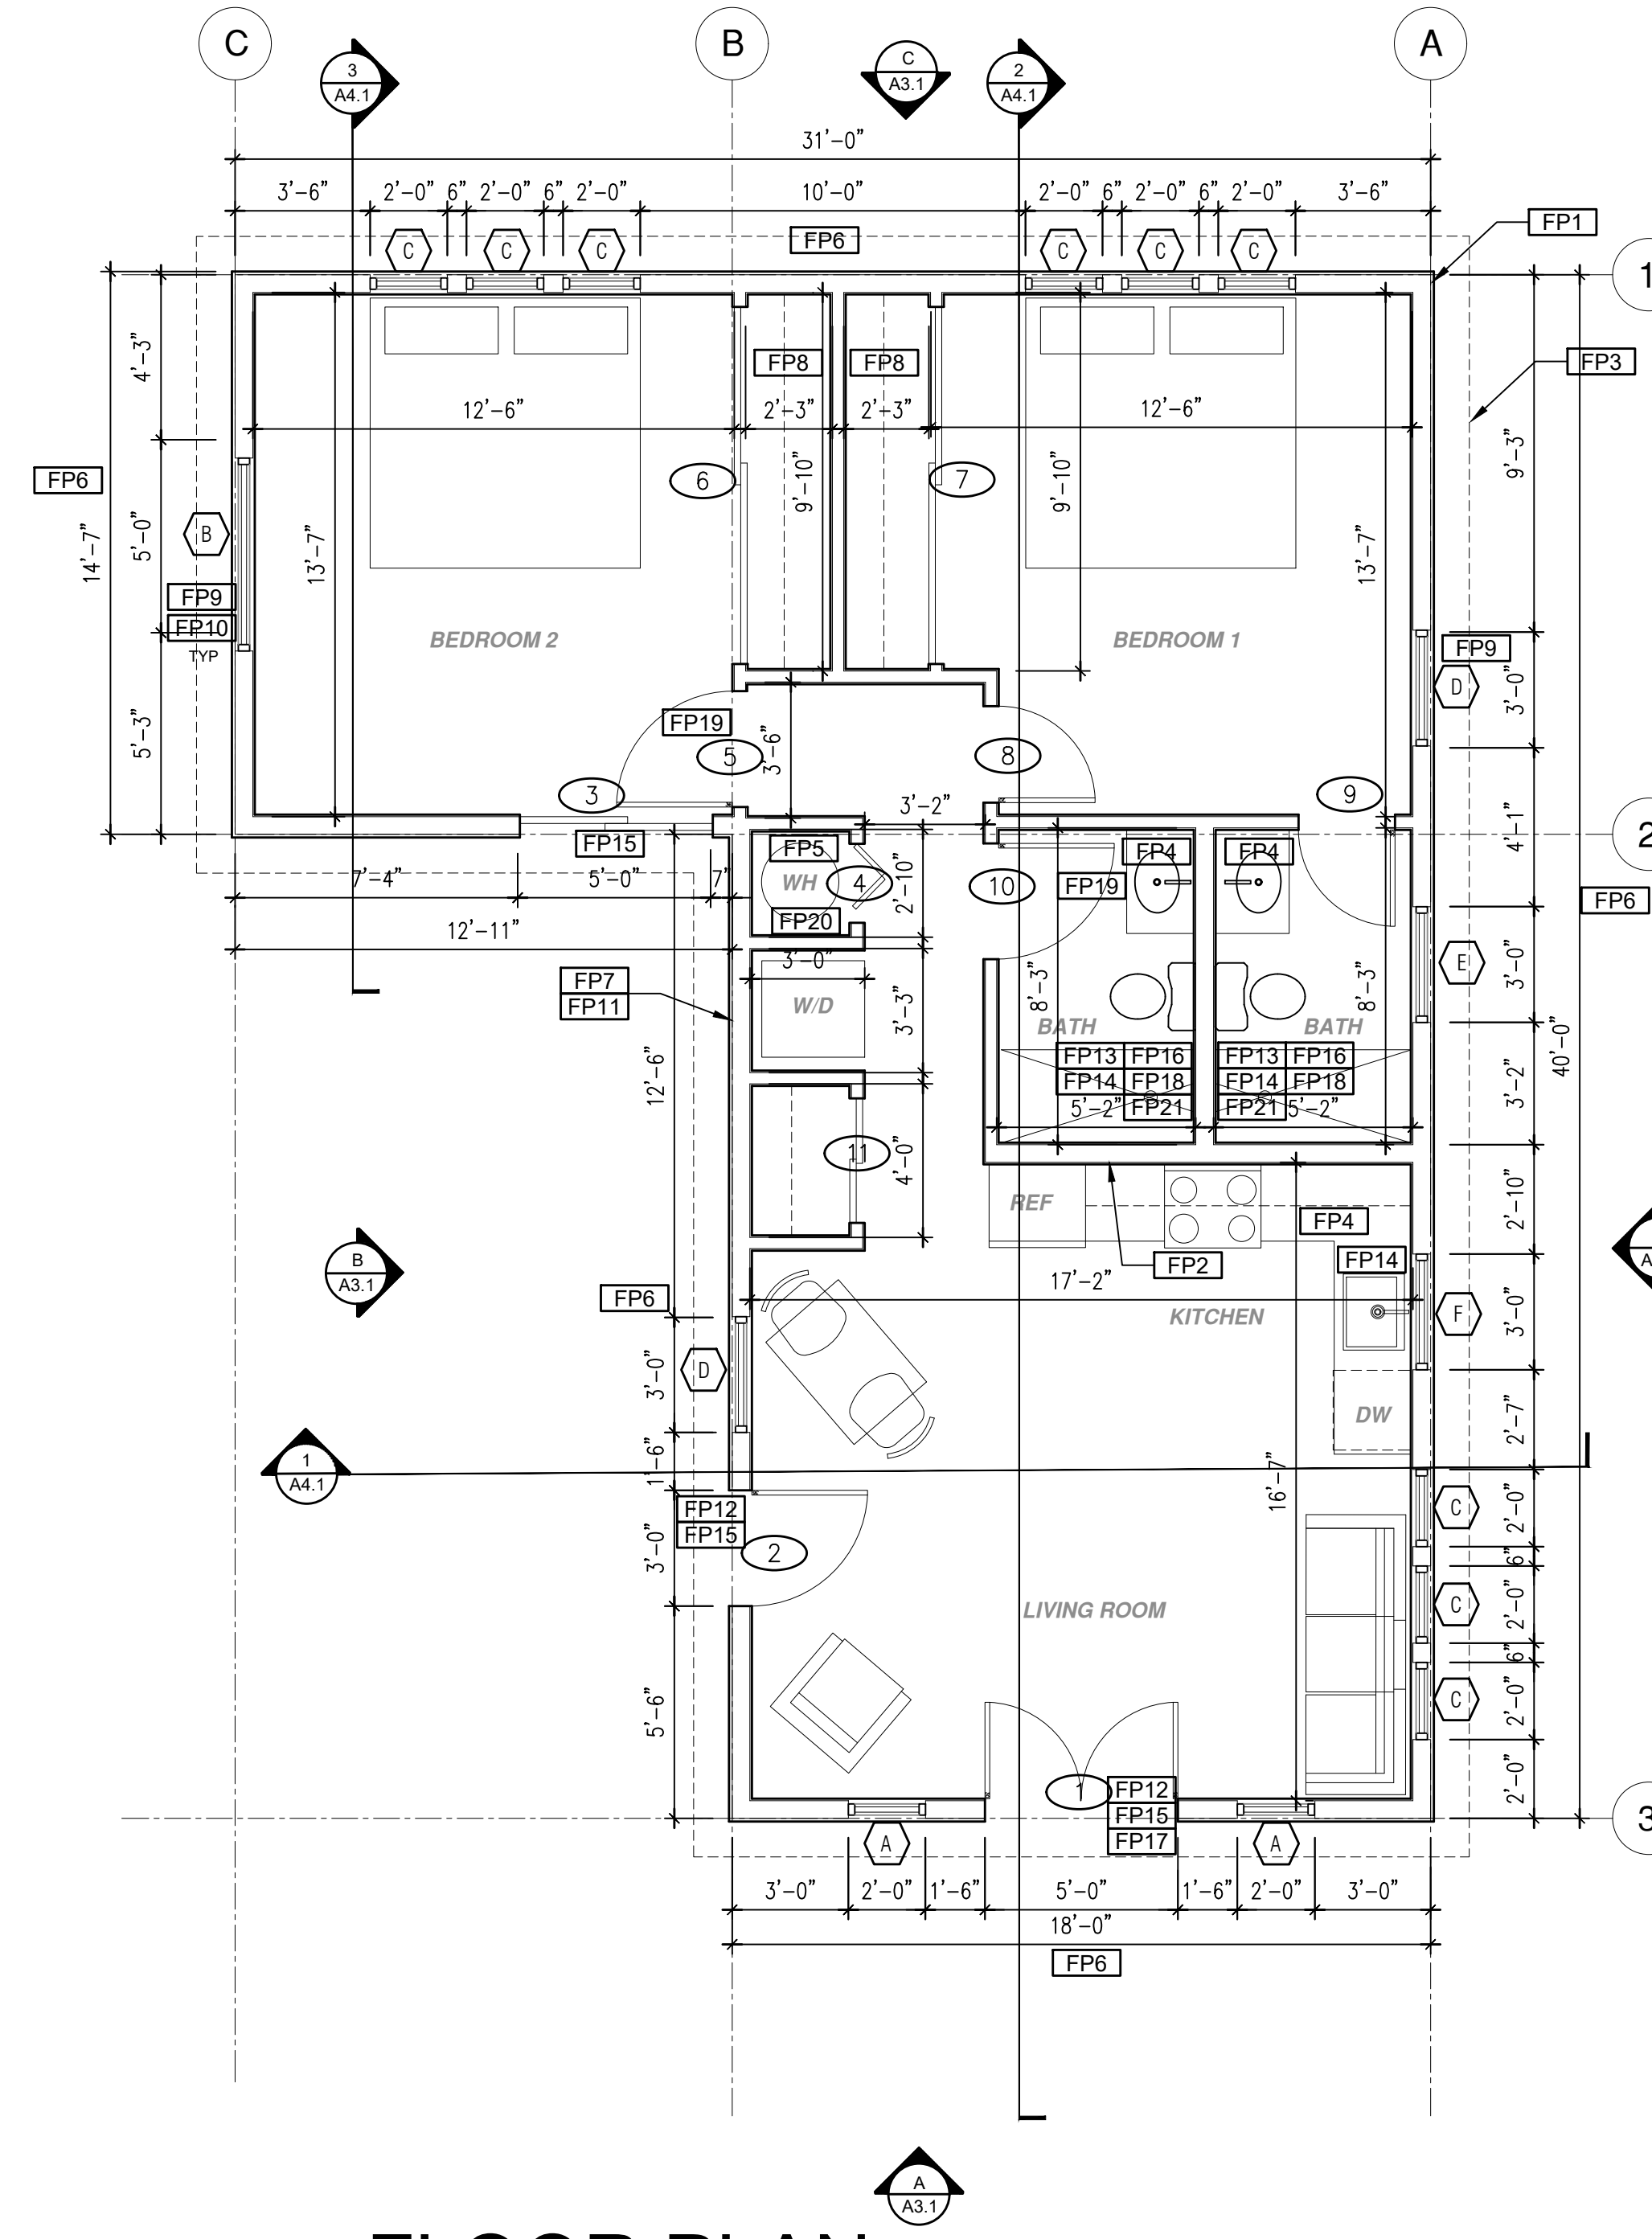 C
B
A
3
A4.1
C
A3.1
2
A4.1
31'-0"
3'-6"
2'-0"
6"
2'-0"
6"
2'-0"
10'-0"
2'-0"
6"
2'-0"
6"
2'-0"
3'-6"
FP1
FP6
C
C
C
C
C
C
1
FP3
4'-3"
FP8
FP8
12'-6"
2'-3"
2'-3"
12'-6"
9'-3"
FP6
6
7
9'-10"
9'-10"
14'-7"
5'-0"
B
13'-7"
13'-7"
FP9
FP10
TYP
BEDROOM 2
BEDROOM 1
FP9
D
3'-0"
5'-3"
FP19
5
3'-6"
8
3
9
3'-2"
4'-1"
2
FP15
FP5
FP4
FP4
7'-4"
5'-0"
7"
WH
4
2'-10"
10
FP19
FP6
FP20
12'-11"
3'-0"
E
3'-0"
FP7
FP11
W/D
3'-3"
8'-3"
8'-3"
BATH
BATH
40'-0"
FP13
FP16
FP13
FP16
FP14
FP18
FP14
FP18
5'-2"
FP21
FP21
5'-2"
3'-2"
12'-6"
11
4'-0"
REF
FP4
2'-10"
FP2
FP14
B
A3.1
17'-2"
FP6
KITCHEN
F
3'-0"
D
3'-0"
DW
2'-7"
1
A4.1
1'-6"
16'-7"
FP12
FP15
2
3'-0"
C
2'-0"
6"
C
2'-0"
LIVING ROOM
6"
C
2'-0"
5'-6"
1
FP12
FP15
FP17
2'-0"
3
A
A
3'-0"
2'-0"
1'-6"
5'-0"
1'-6"
2'-0"
3'-0"
18'-0"
FP6
A
A3.1
FLOOR PLAN